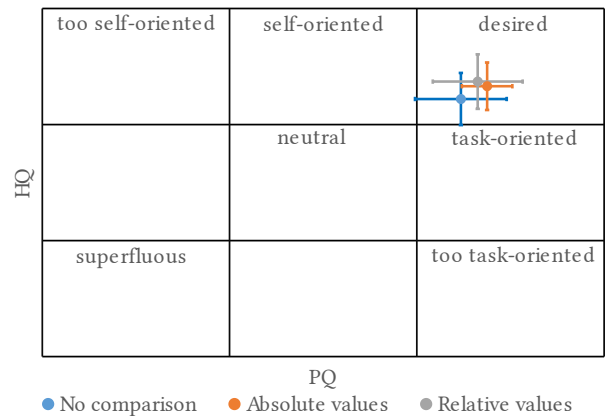 too self-oriented self-oriented desired
neutral task-oriented
HQ
superfluous too task-oriented
PQ
No comparison Absolute values Relative values